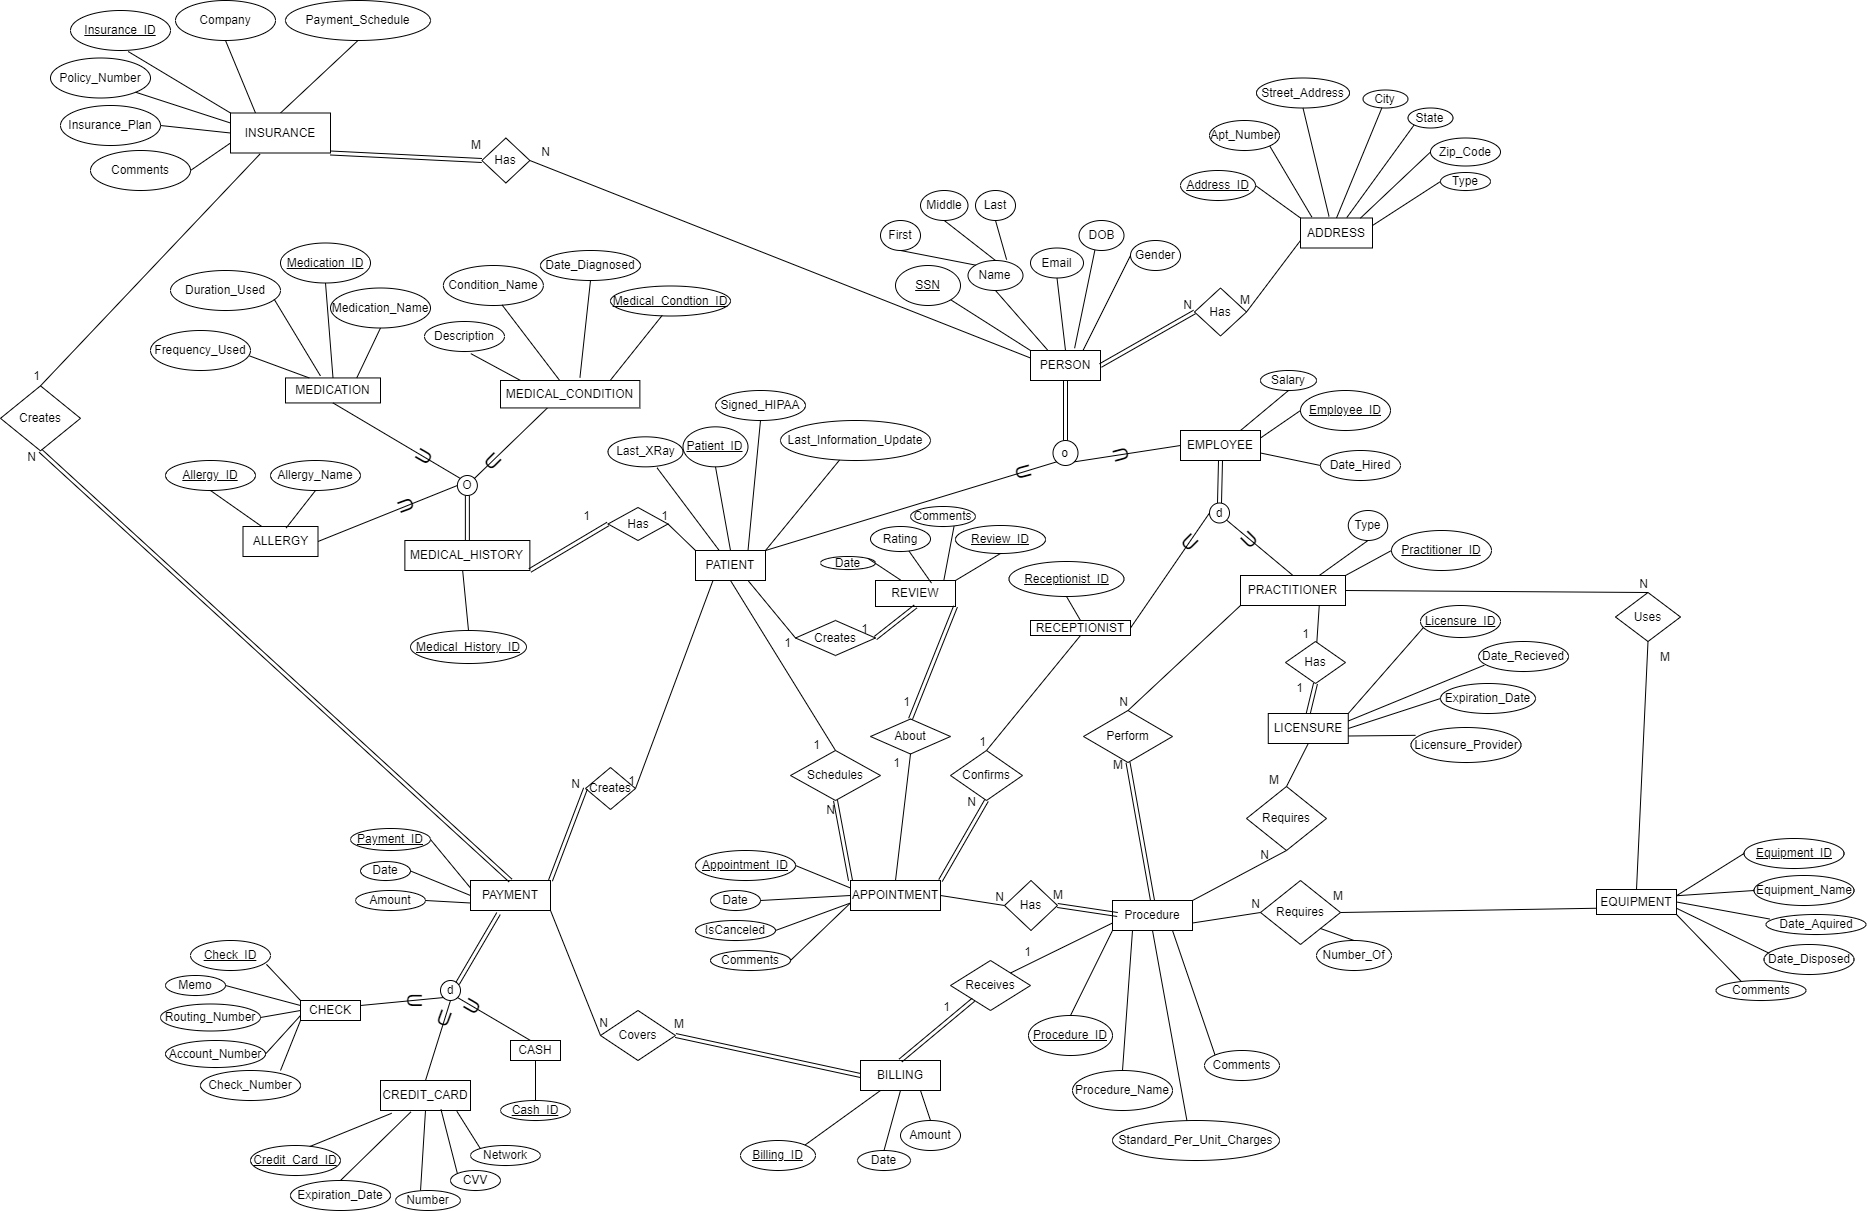 Insurance_ID
Company
Payment_Schedule
Policy_Number
Insurance_Plan
Comments
INSURANCE
M
Has
N
Street_Address
City
State
Apt_Number
Zip_Code
Address_ID
Type
ADDRESS
Middle
Last
First
Name
SSN
Email
DOB
Gender
N
Has
M
PERSON
Medication_ID
Duration_Used
Medication_Name
Frequency_Used
MEDICATION
Condition_Name
Date_Diagnosed
Medical_Condtion_ID
Description
MEDICAL_CONDITION
1
Creates
N
Signed_HIPAA
Last_XRay
Patient_ID
Last_Information_Update
o
Salary
Employee_ID
EMPLOYEE
Date_Hired
Allergy_ID
Allergy_Name
ALLERGY
O
MEDICAL_HISTORY
Medical_History_ID
1
Has
1
PATIENT
Comments
Rating
Review_ID
Date
REVIEW
1
Creates
1
d
Receptionist_ID
RECEPTIONIST
Type
Practitioner_ID
PRACTITIONER
N
Uses
M
1
Has
1
Licensure_ID
Date_Recieved
Expiration_Date
Licensure_Provider
LICENSURE
N
Perform
M
1
About
1
1
Schedules
N
1
Confirms
N
N
Creates
1
M
Requires
N
Payment_ID
Date
Amount
PAYMENT
Appointment_ID
Date
IsCanceled
Comments
APPOINTMENT
N
Has
M
Procedure
N
Requires
M
Number_Of
EQUIPMENT
Equipment_ID
Equipment_Name
Date_Aquired
Date_Disposed
Comments
Check_ID
Memo
Routing_Number
Account_Number
Check_Number
CHECK
d
CASH
Cash_ID
CREDIT_CARD
Credit_Card_ID
Expiration_Date
Number
CVV
Network
N
Covers
M
1
Receives
1
BILLING
Billing_ID
Date
Amount
Procedure_ID
Procedure_Name
Standard_Per_Unit_Charges
Comments